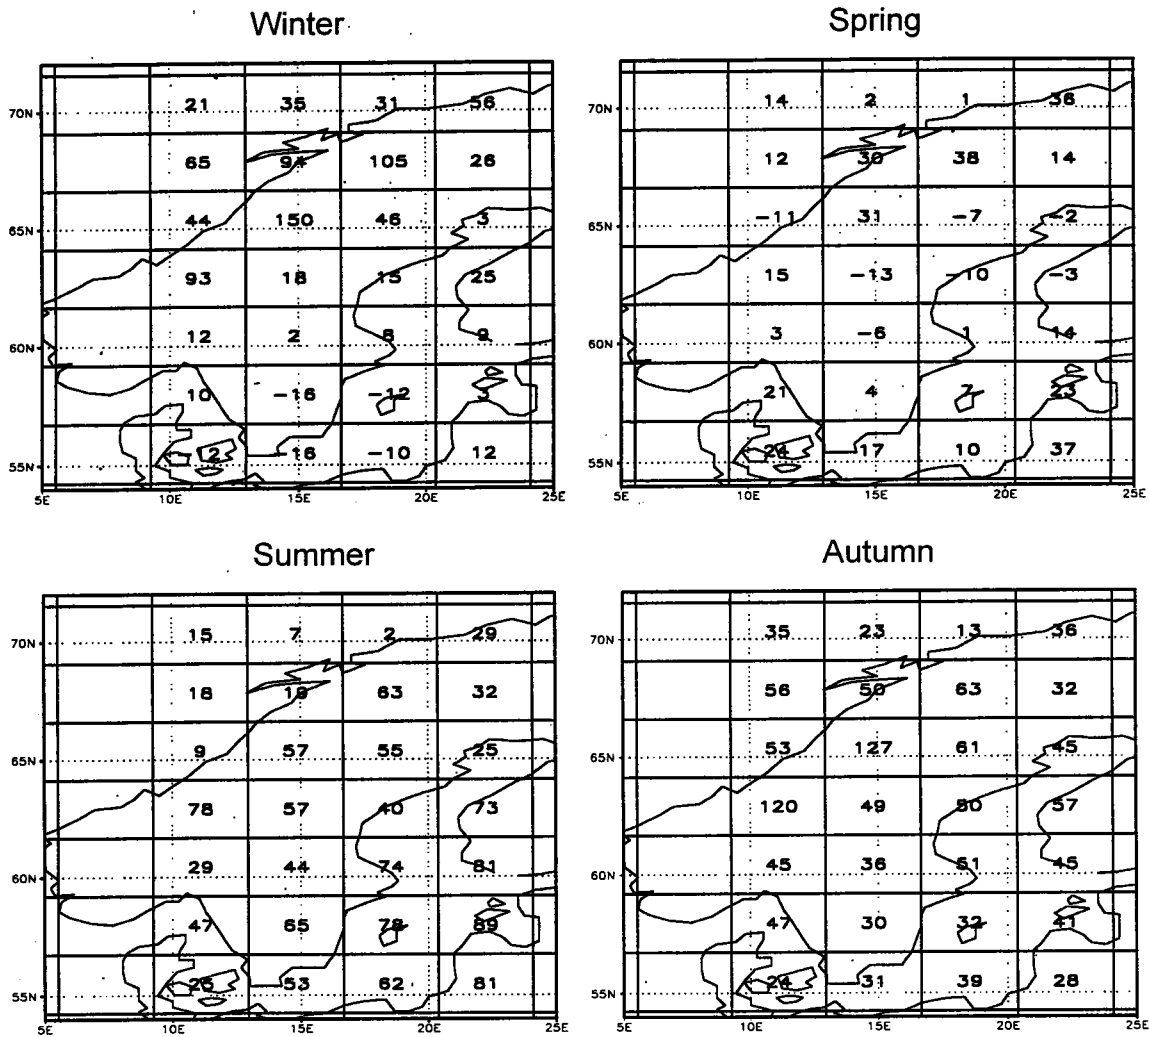 Winter
21 35 31 56
70N
65 94 105 26
44 150 46 3
65N
93 18 15 25
12 2 8 9
60N
10 -16 -12 3
2 -16 -10 12
55N
5E 10E 15E 20E 25E
Spring
14 2 1 36
70N
12 30 38 14
-11 31 -7 -2
65N
15 -13 -10 -3
3 -6 1 14
60N
21 4 7 23
24 17 10 37
55N
5E 10E 15E 20E 25E
Summer
15 7 2 29
70N
18 19 63 32
9 57 55 25
65N
78 57 40 73
29 44 74 81
60N
47 65 78 89
53 62 81
55N
5E 10E 15E 20E 25E
Autumn
35 23 13 36
70N
56 50 63 32
53 127 61 45
65N
120 49 50 57
45 36 51 45
60N
47 30 32 41
24 31 39 28
55N
5E 10E 15E 20E 25E